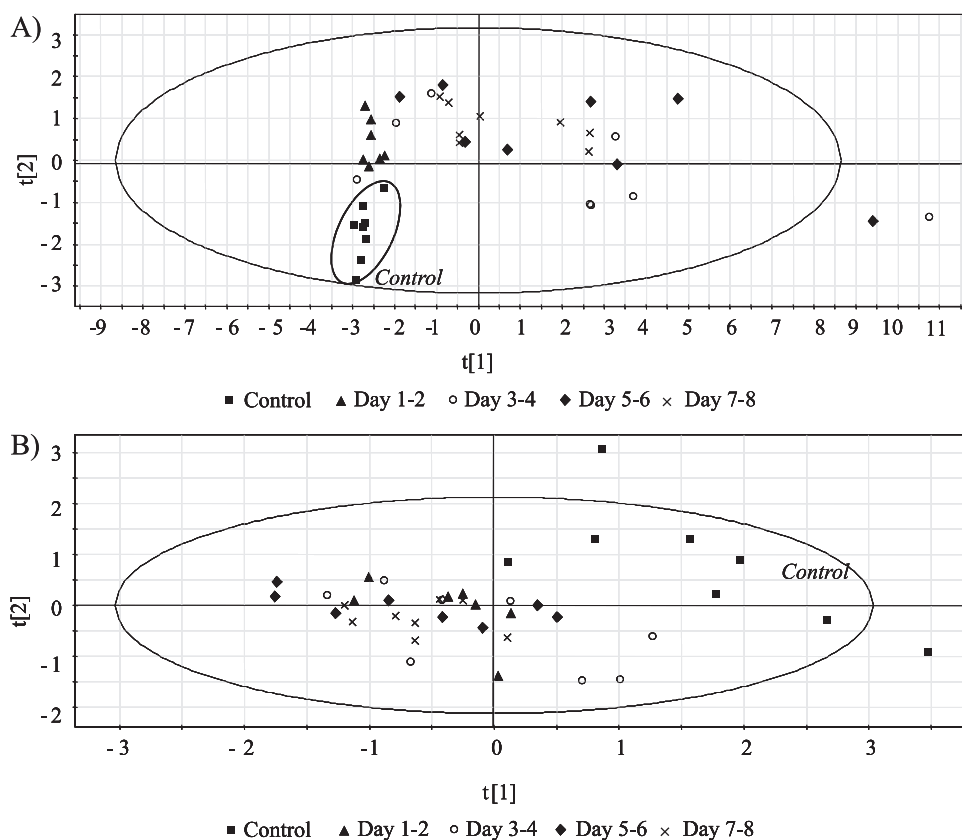 A)
3
2
1
0
-1
-2
-3
t[2]
Control
-9 -8 -7 -6 - 5 - 4 -3 -2 -1 0 1 2 3 4 5 6 7 8 9 10 11
t[1]
Control Day 1-2 Day 3-4 Day 5-6 Day 7-8
B)
3
2
1
0
-1
-2
t[2]
Control
- 3 - 2 -1 0 1 2 3
t[1]
Control Day 1-2 Day 3-4 Day 5-6 Day 7-8